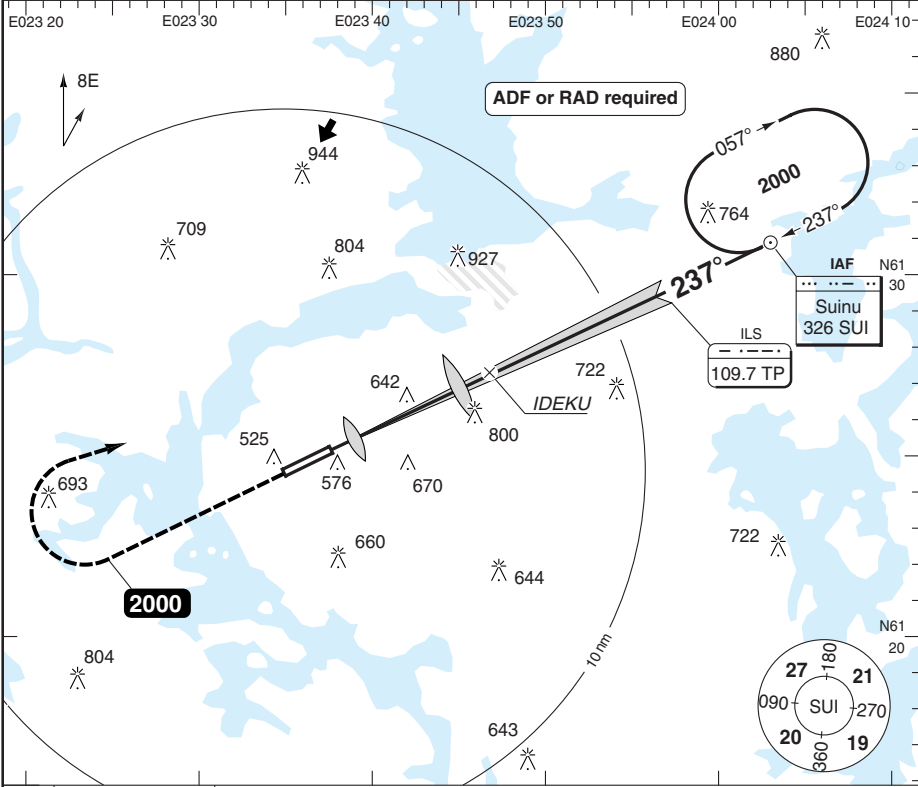 E023 20
E023 30
E023 40
E023 50
E024 00
E024 10
880
8E
ADF or RAD required
944
057°
2000
764
237°
709
804
927
237°
IAF
N61
30
Suinu
326 SUI
ILS
109.7 TP
642
722
IDEKU
800
525
576
670
693
660
644
722
2000
N61
20
10 nm
804
643
27
180
21
090
SUI
270
20
360
19